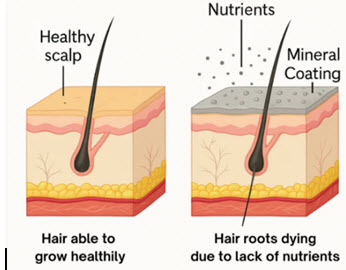 Healthy
scalp
Nutrients
Mineral
Coating
Hair able to
grow healthily
Hair roots dying
due to lack of nutrients